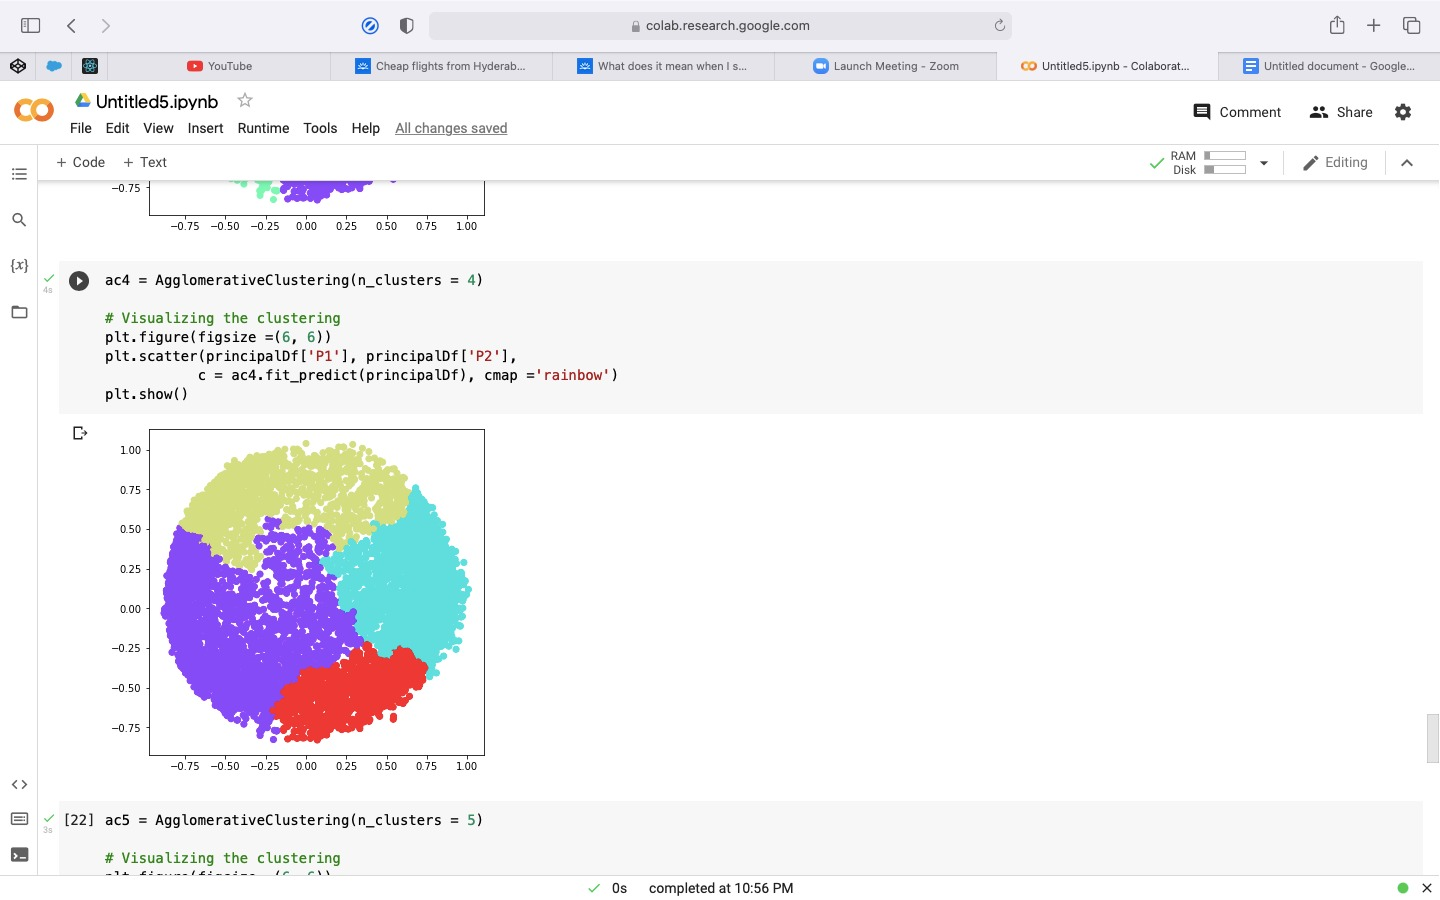 colab.research.google.com
YouTube
Cheap flights from Hyderab...
What does it mean when I s...
Launch Meeting - Zoom
Untitled5.ipynb - Colaborat...
Untitled document - Google...
Untitled5.ipynb
Comment
Share
File Edit View Insert Runtime Tools Help All changes saved
+ Code + Text
RAM
Disk
Editing
−0.75
−0.75 −0.50 −0.25 0.00 0.25 0.50 0.75 1.00
{x}
4s
ac4 = AgglomerativeClustering(n_clusters = 4)
# Visualizing the clustering
plt.figure(figsize =(6, 6))
plt.scatter(principalDf['P1'], principalDf['P2'],
c = ac4.fit_predict(principalDf), cmap ='rainbow')
plt.show()
1.00
0.75
0.50
0.25
0.00
−0.25
−0.50
−0.75
−0.75 −0.50 −0.25 0.00 0.25 0.50 0.75 1.00
3s
[22] ac5 = AgglomerativeClustering(n_clusters = 5)
# Visualizing the clustering
0s completed at 10:56 PM